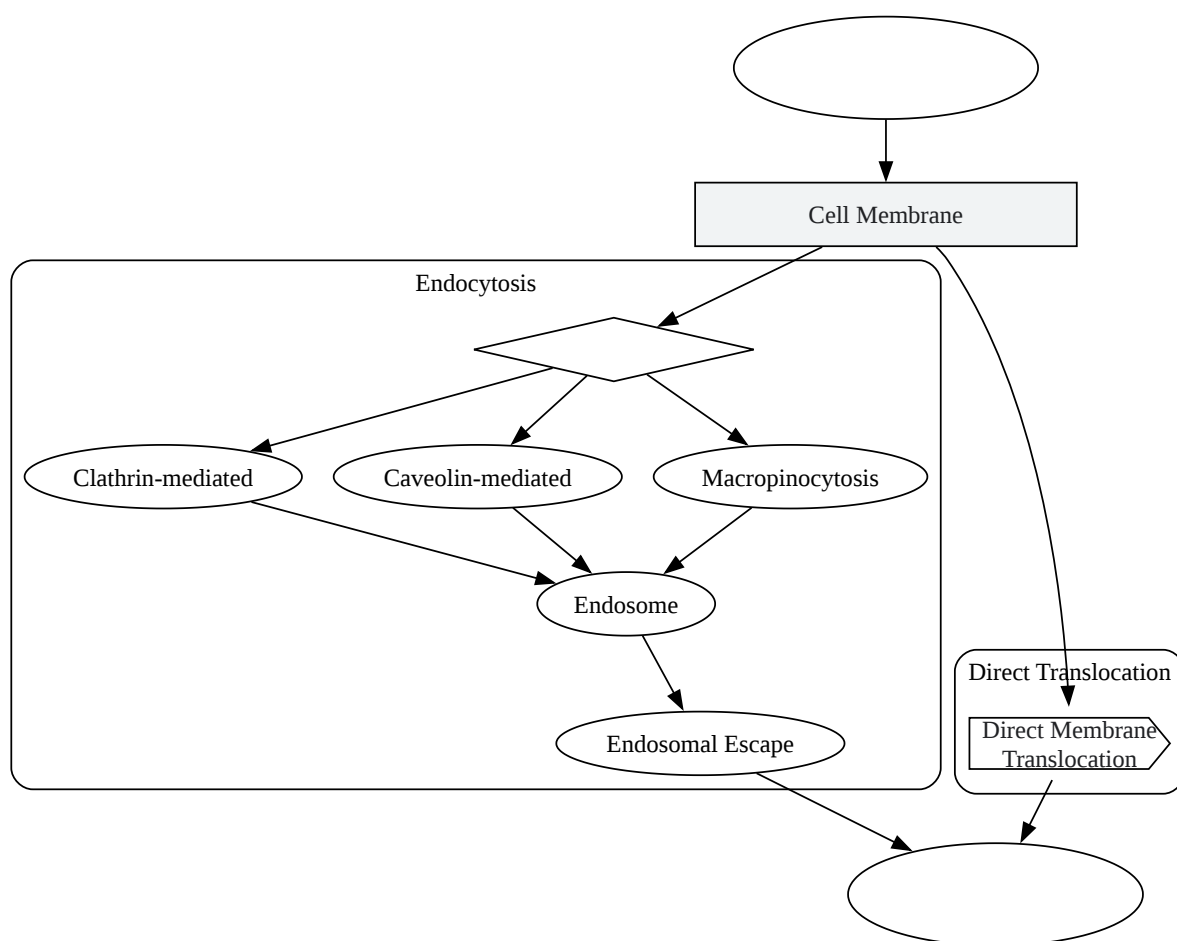 Cell Membrane
Endocytosis
Clathrin-mediated
Caveolin-mediated
Macropinocytosis
Endosome
Direct Translocation
Direct Membrane
Translocation
Endosomal Escape